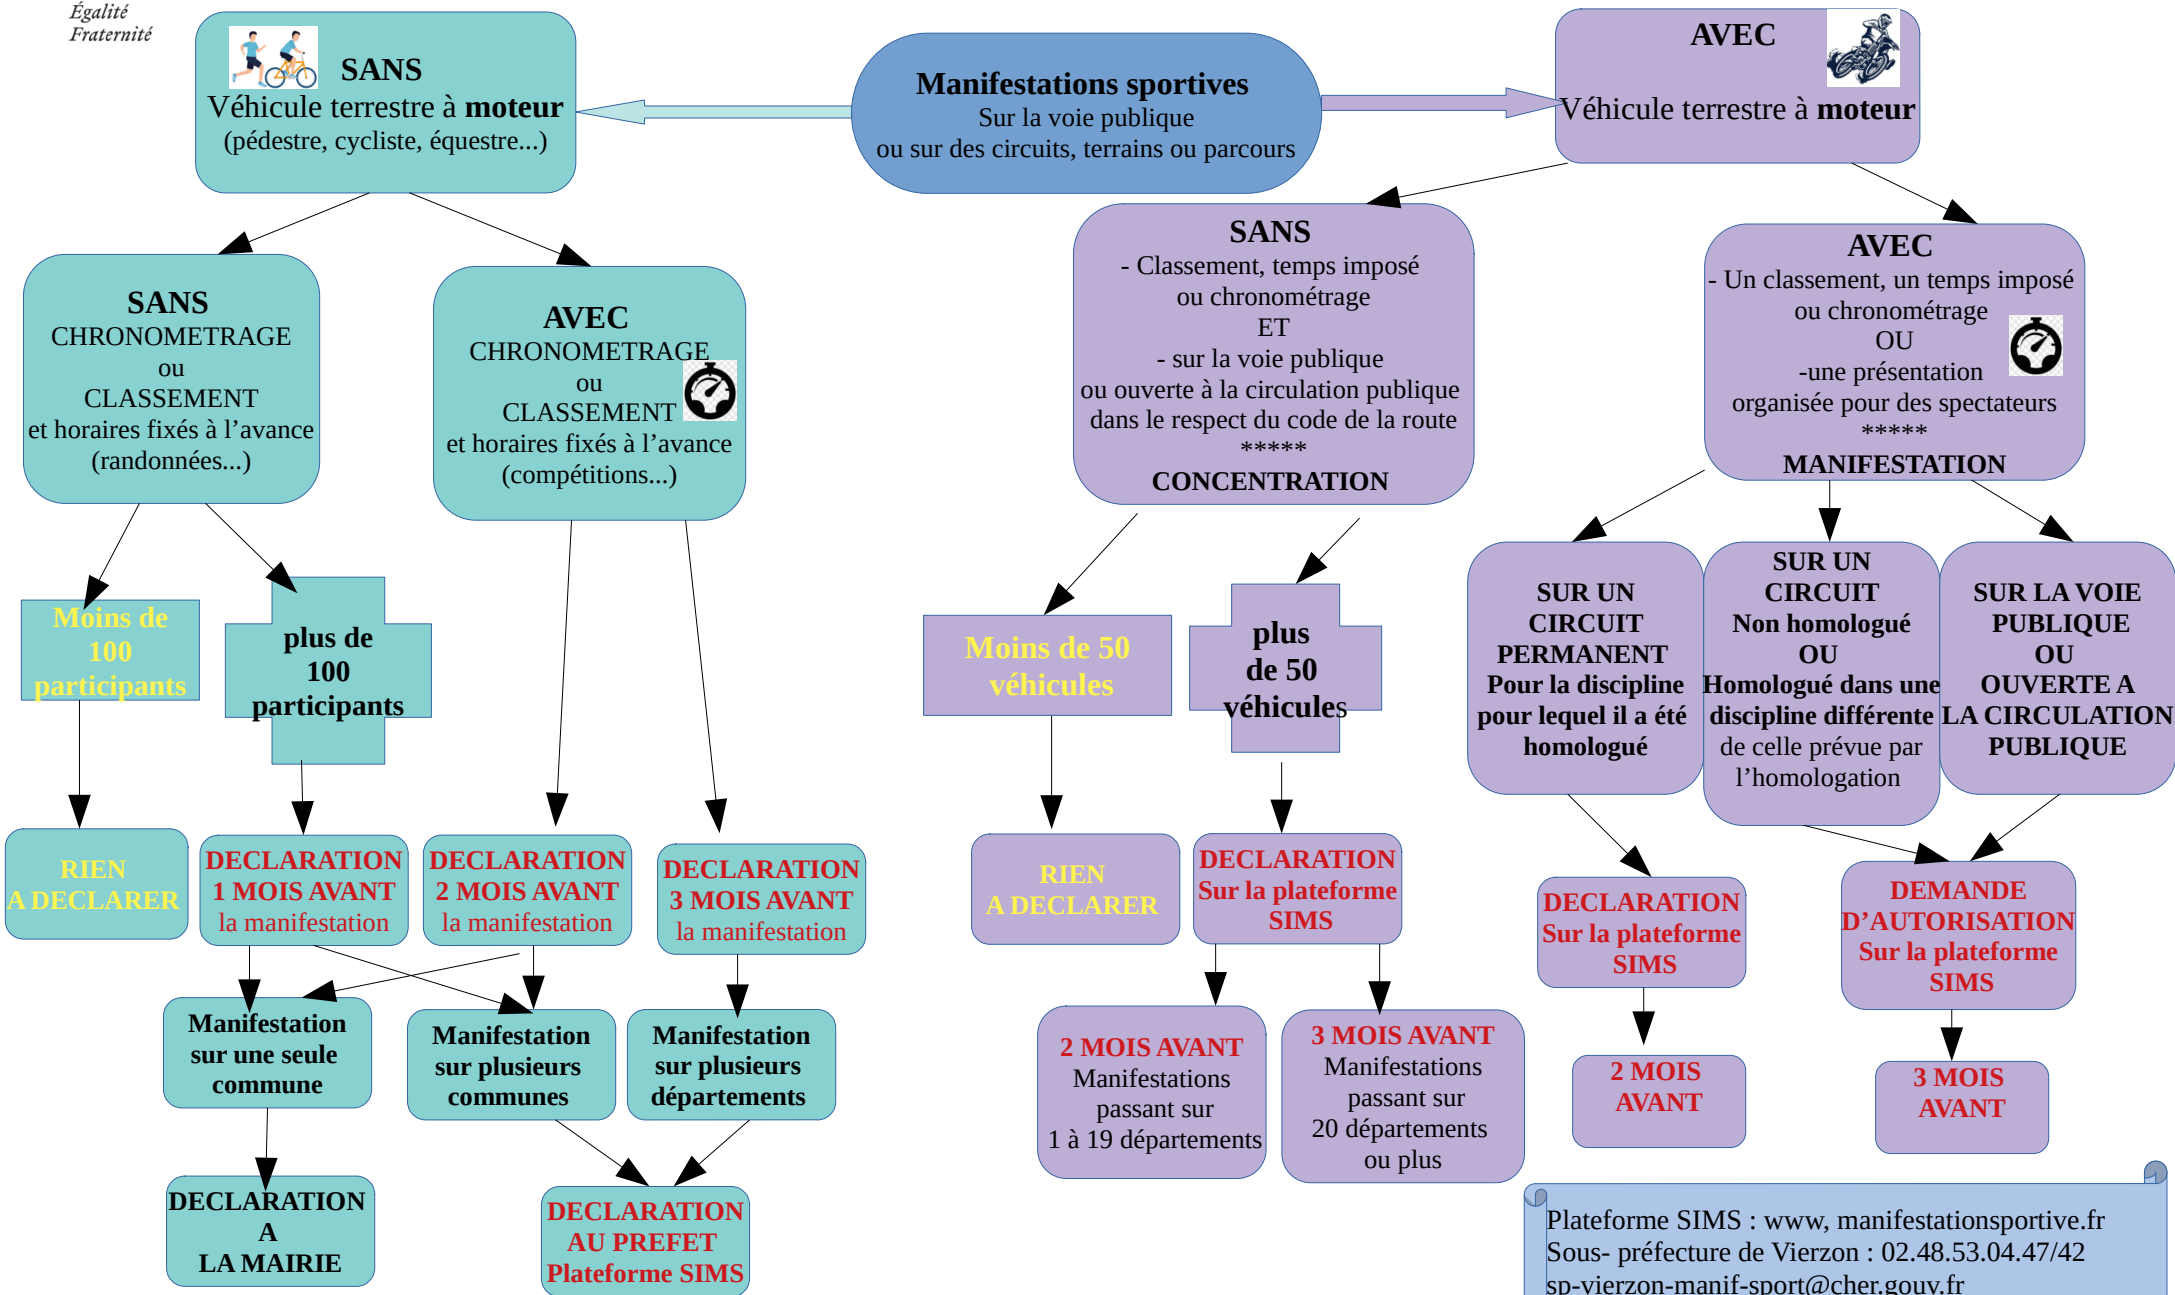 Égalité
Fraternité
SANS
Véhicule terrestre à moteur
(pédestre, cycliste, équestre...)
Manifestations sportives
Sur la voie publique
ou sur des circuits, terrains ou parcours
AVEC
Véhicule terrestre à moteur
SANS
CHRONOMETRAGE
ou
CLASSEMENT
et horaires fixés à l’avance
(randonnées...)
AVEC
CHRONOMETRAGE
ou
CLASSEMENT
et horaires fixés à l’avance
(compétitions...)
SANS
- Classement, temps imposé
ou chronométrage
ET
- sur la voie publique
ou ouverte à la circulation publique
dans le respect du code de la route
*****
CONCENTRATION
AVEC
- Un classement, un temps imposé
ou chronométrage
OU
-une présentation
organisée pour des spectateurs
*****
MANIFESTATION
Moins de
100
participants
plus de
100
participants
Moins de 50
véhicules
plus
de 50
véhicules
SUR UN
CIRCUIT
PERMANENT
Pour la discipline
pour lequel il a été
homologué
SUR UN
CIRCUIT
Non homologué
OU
Homologué dans une
discipline différente
de celle prévue par
l’homologation
SUR LA VOIE
PUBLIQUE
OU
OUVERTE A
LA CIRCULATION
PUBLIQUE
RIEN
A DECLARER
DECLARATION
1 MOIS AVANT
la manifestation
DECLARATION
2 MOIS AVANT
la manifestation
DECLARATION
3 MOIS AVANT
la manifestation
RIEN
A DECLARER
DECLARATION
Sur la plateforme
SIMS
DECLARATION
Sur la plateforme
SIMS
DEMANDE
D’AUTORISATION
Sur la plateforme
SIMS
Manifestation
sur une seule
commune
Manifestation
sur plusieurs
communes
Manifestation
sur plusieurs
départements
2 MOIS AVANT
Manifestations
passant sur
1 à 19 départements
3 MOIS AVANT
Manifestations
passant sur
20 départements
ou plus
2 MOIS
AVANT
3 MOIS
AVANT
DECLARATION
A
LA MAIRIE
DECLARATION
AU PREFET
Plateforme SIMS
Plateforme SIMS : www, manifestationsportive.fr
Sous- préfecture de Vierzon : 02.48.53.04.47/42
sp-vierzon-manif-sport@cher.gouv.fr